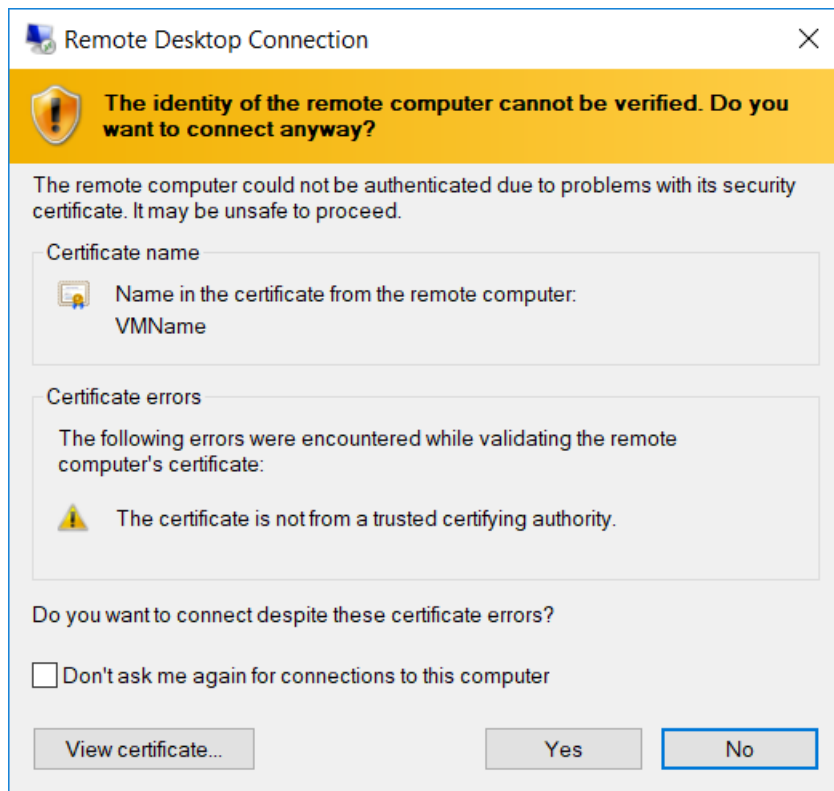 Remote Desktop Connection
The identity of the remote computer cannot be verified. Do you
want to connect anyway?
The remote computer could not be authenticated due to problems with its security
certificate. It may be unsafe to proceed.
Certificate name
Name in the certificate from the remote computer:
VMName
Certificate errors
The following errors were encountered while validating the remote
computer's certificate:
The certificate is not from a trusted certifying authority.
Do you want to connect despite these certificate errors?
Don't ask me again for connections to this computer
View certificate... Yes No